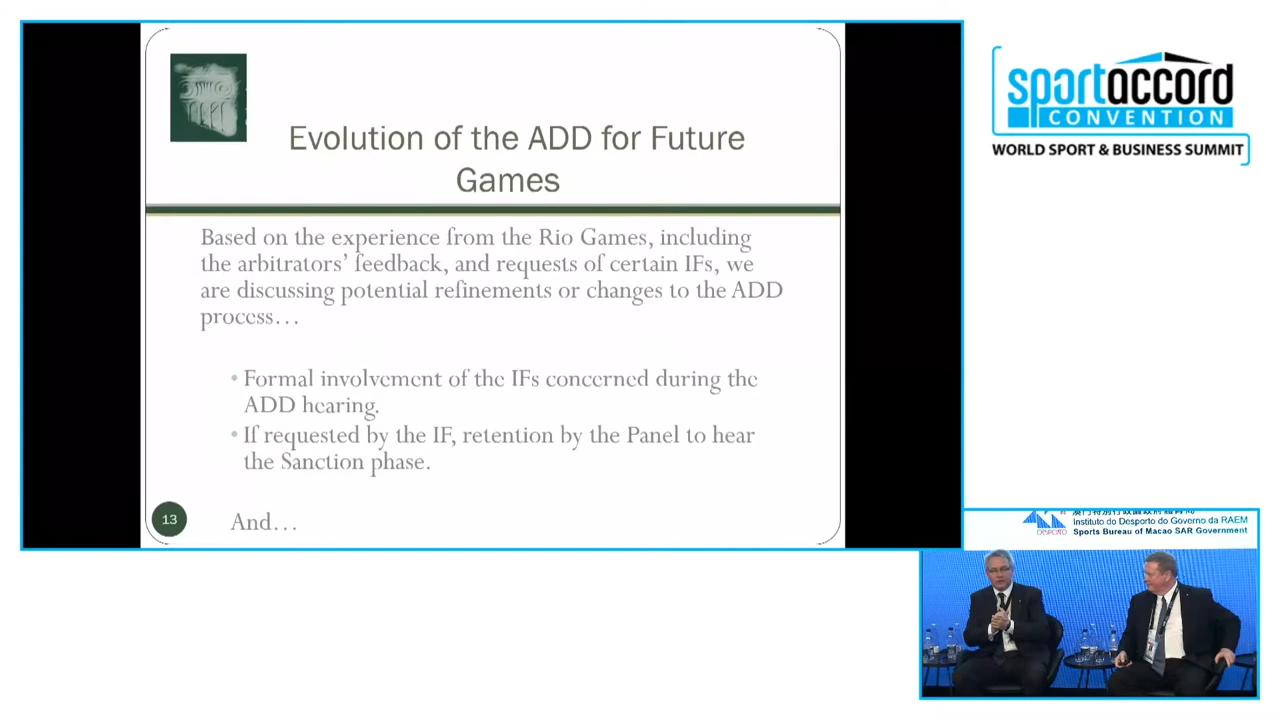 Evolution of the ADD for Future
Games
Based on the experience from the Rio Games, including
the arbitrators' feedback, and requests of certain IFs, we
are discussing potential refinements or changes to the ADD
process…
• Formal involvement of the IFs concerned during the
ADD hearing.
• If requested by the IF, retention by the Panel to hear
the Sanction phase.
13
And…
sportaccord
CONVENTION
WORLD SPORT & BUSINESS SUMMIT
DESPORTO
Instituto do Desporto do Governo da RAEM
Sports Bureau of Macao SAR Government